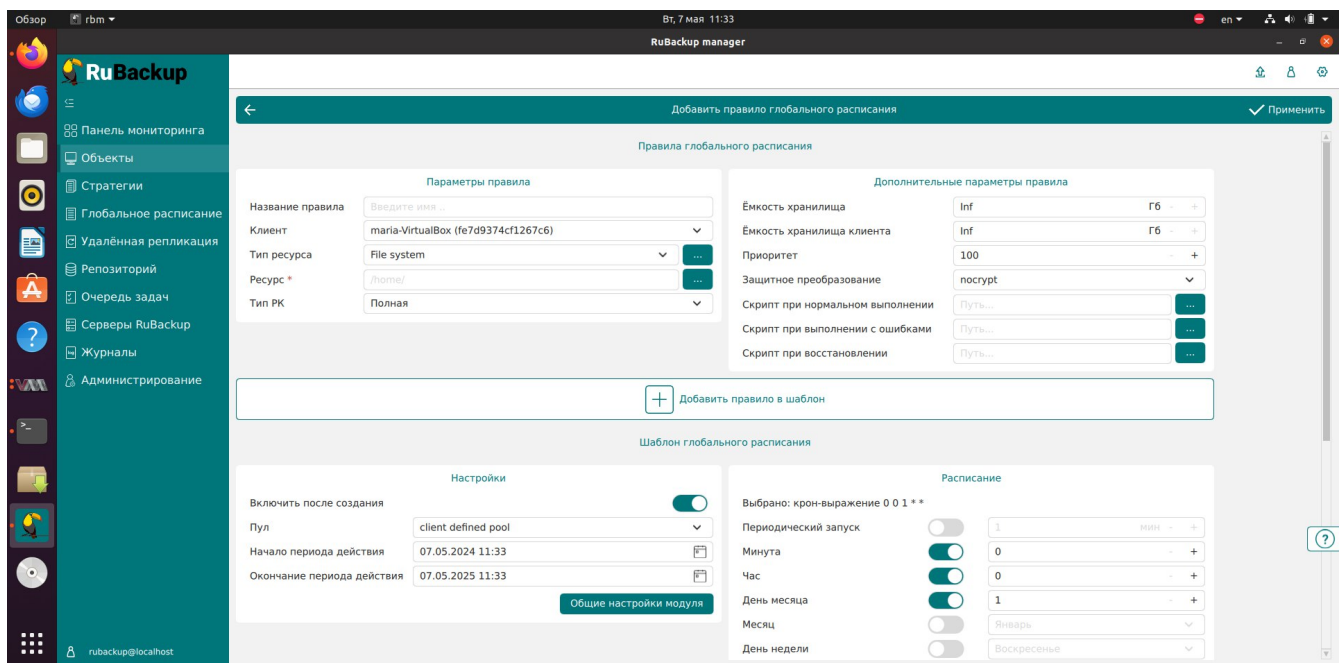 Обзор
rbm
Вт, 7 мая 11:33
en
RuBackup manager
RuBackup
Панель мониторинга
Объекты
Стратегии
Глобальное расписание
Удалённая репликация
Репозиторий
Очередь задач
Серверы RuBackup
Журналы
Администрирование
rubackup@localhost
Добавить правило глобального расписания
Применить
Правила глобального расписания
Параметры правила
Название правила Введите имя ..
Клиент maria-VirtualBox (fe7d9374cf1267c6)
Тип ресурса File system ...
Ресурс * /home/ ...
Тип РК Полная
Дополнительные параметры правила
Ёмкость хранилища Inf Гб - +
Ёмкость хранилища клиента Inf Гб - +
Приоритет 100 - +
Защитное преобразование nocrypt
Скрипт при нормальном выполнении Путь... ...
Скрипт при выполнении с ошибками Путь... ...
Скрипт при восстановлении Путь... ...
Добавить правило в шаблон
Шаблон глобального расписания
Настройки
Включить после создания
Пул client defined pool
Начало периода действия 07.05.2024 11:33
Окончание периода действия 07.05.2025 11:33
Общие настройки модуля
Расписание
Выбрано: крон-выражение 0 0 1 * *
Периодический запуск 1 мин - +
Минута 0 - +
Час 0 - +
День месяца 1 - +
Месяц Январь
День недели Воскресенье
?